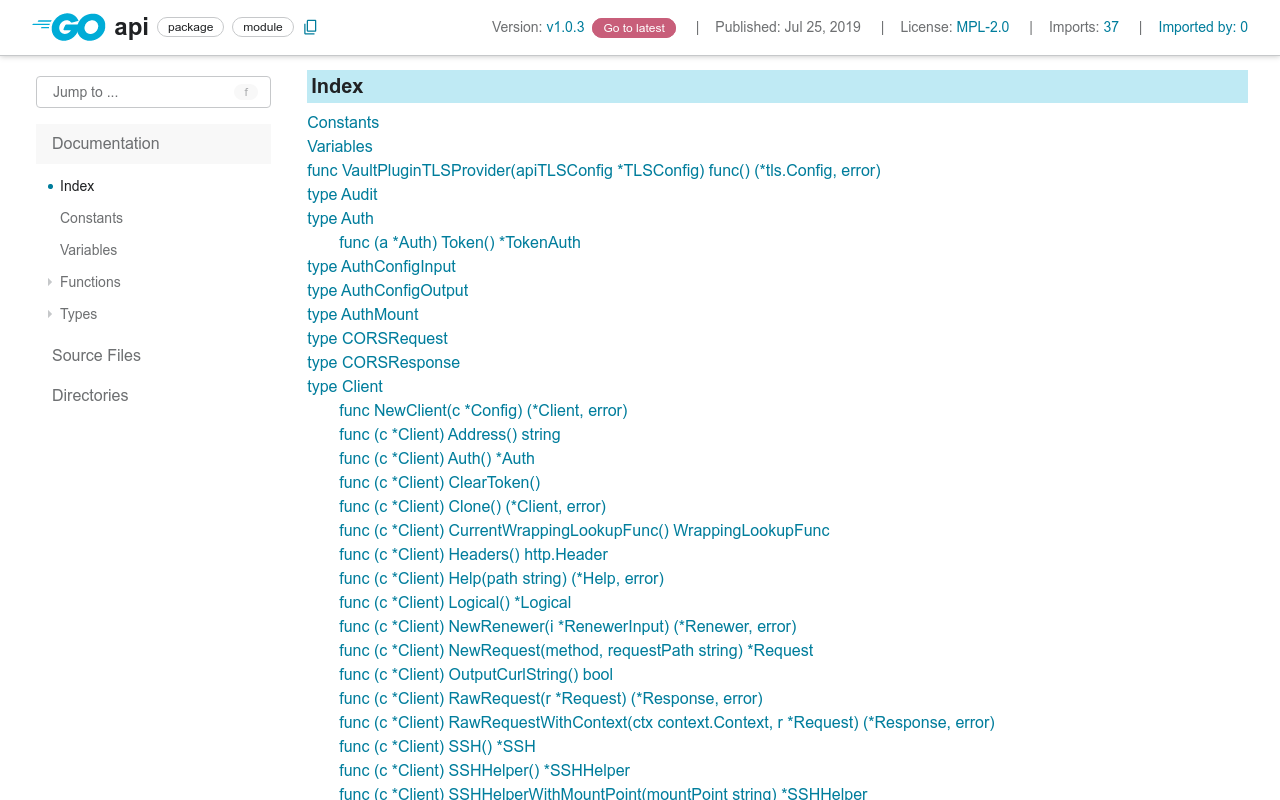 GO api package module Version: v1.0.3 Go to latest | Published: Jul 25, 2019 | License: MPL-2.0 | Imports: 37 | Imported by: 0
Jump to ... f
Documentation
Index
Constants
Variables
Functions
Types
Source Files
Directories
Index
Constants
Variables
func VaultPluginTLSProvider(apiTLSConfig *TLSConfig) func() (*tls.Config, error)
type Audit
type Auth
func (a *Auth) Token() *TokenAuth
type AuthConfigInput
type AuthConfigOutput
type AuthMount
type CORSRequest
type CORSResponse
type Client
func NewClient(c *Config) (*Client, error)
func (c *Client) Address() string
func (c *Client) Auth() *Auth
func (c *Client) ClearToken()
func (c *Client) Clone() (*Client, error)
func (c *Client) CurrentWrappingLookupFunc() WrappingLookupFunc
func (c *Client) Headers() http.Header
func (c *Client) Help(path string) (*Help, error)
func (c *Client) Logical() *Logical
func (c *Client) NewRenewer(i *RenewerInput) (*Renewer, error)
func (c *Client) NewRequest(method, requestPath string) *Request
func (c *Client) OutputCurlString() bool
func (c *Client) RawRequest(r *Request) (*Response, error)
func (c *Client) RawRequestWithContext(ctx context.Context, r *Request) (*Response, error)
func (c *Client) SSH() *SSH
func (c *Client) SSHHelper() *SSHHelper
func (c *Client) SSHHelperWithMountPoint(mountPoint string) *SSHHelper